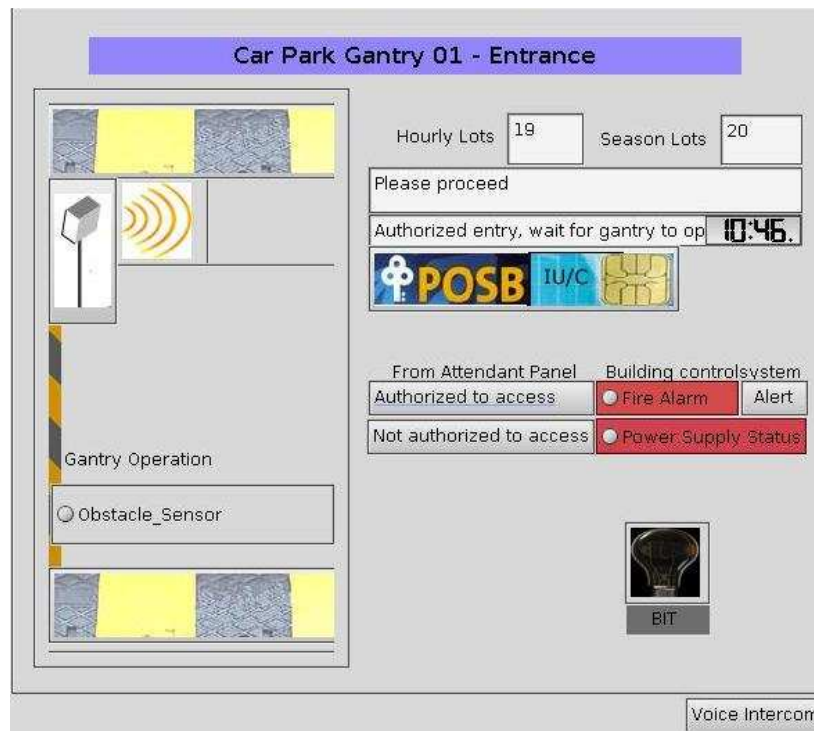 Car Park Gantry 01 - Entrance
Hourly Lots 19 Season Lots 20
Please proceed
Authorized entry, wait for gantry to op 10:46.
POSB IU/C
From Attendant Panel Building controlsystem
Authorized to access Fire Alarm Alert
Not authorized to access Power Supply Status
Gantry Operation
Obstacle_Sensor
BIT
Voice Intercom